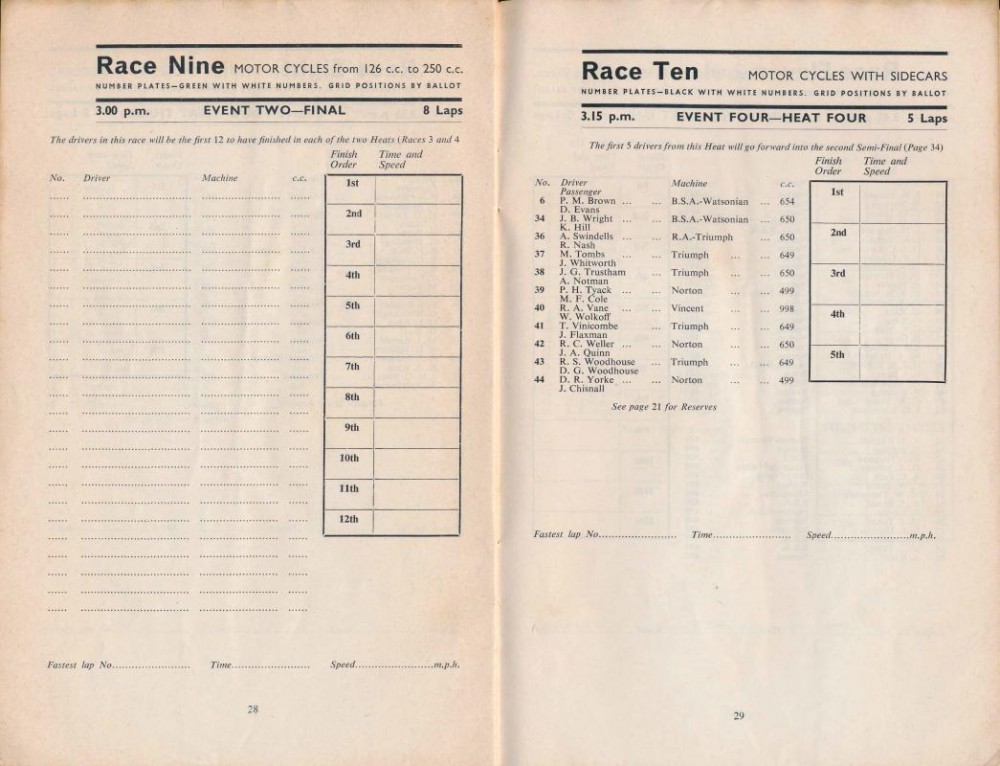 Race Nine MOTOR CYCLES from 126 c.c. to 250 c.c.
NUMBER PLATES—GREEN WITH WHITE NUMBERS. GRID POSITIONS BY BALLOT
3.00 p.m. EVENT TWO—FINAL 8 Laps
The drivers in this race will be the first 12 to have finished in each of the two Heats (Races 3 and 4
Finish Time and
Order Speed
No. Driver Machine c.c.
1st
2nd
3rd
4th
5th
6th
7th
8th
9th
10th
11th
12th
Fastest lap No.......................... Time.......................... Speed..........................m.p.h.
28
Race Ten MOTOR CYCLES WITH SIDECARS
NUMBER PLATES—BLACK WITH WHITE NUMBERS. GRID POSITIONS BY BALLOT
3.15 p.m. EVENT FOUR—HEAT FOUR 5 Laps
The first 5 drivers from this Heat will go forward into the second Semi-Final (Page 34)
Finish Time and
Order Speed
No. Driver Machine c.c.
Passenger
6 P. M. Brown ... ... B.S.A.-Watsonian ... 654
D. Evans
34 J. B. Wright ... ... B.S.A.-Watsonian ... 650
K. Hill
36 A. Swindells ... ... R.A.-Triumph ... 650
R. Nash
37 M. Tombs ... Triumph ... ... 649
J. Whitworth
38 J. G. Trustham ... Triumph ... ... 650
A. Notman
39 P. H. Tyack ... ... Norton ... ... 499
M. F. Cole
40 R. A. Vane ... ... Vincent ... ... 998
W. Wolkoff
41 T. Vinicombe ... Triumph ... ... 649
J. Flaxman
42 R. C. Weller ... ... Norton ... ... 650
J. A. Quinn
43 R. S. Woodhouse ... Triumph ... ... 649
D. G. Woodhouse
44 D. R. Yorke ... ... Norton ... ... 499
J. Chisnall
1st
2nd
3rd
4th
5th
See page 21 for Reserves
Fastest lap No.......................... Time.......................... Speed..........................m.p.h.
29